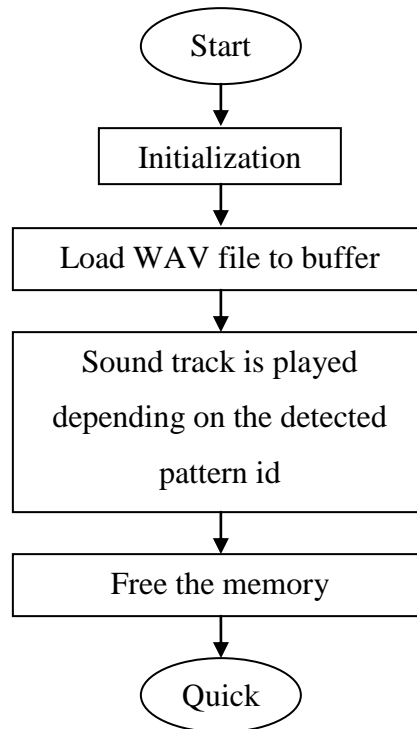 Start
Initialization
Load WAV file to buffer
Sound track is played
depending on the detected
pattern id
Free the memory
Quick